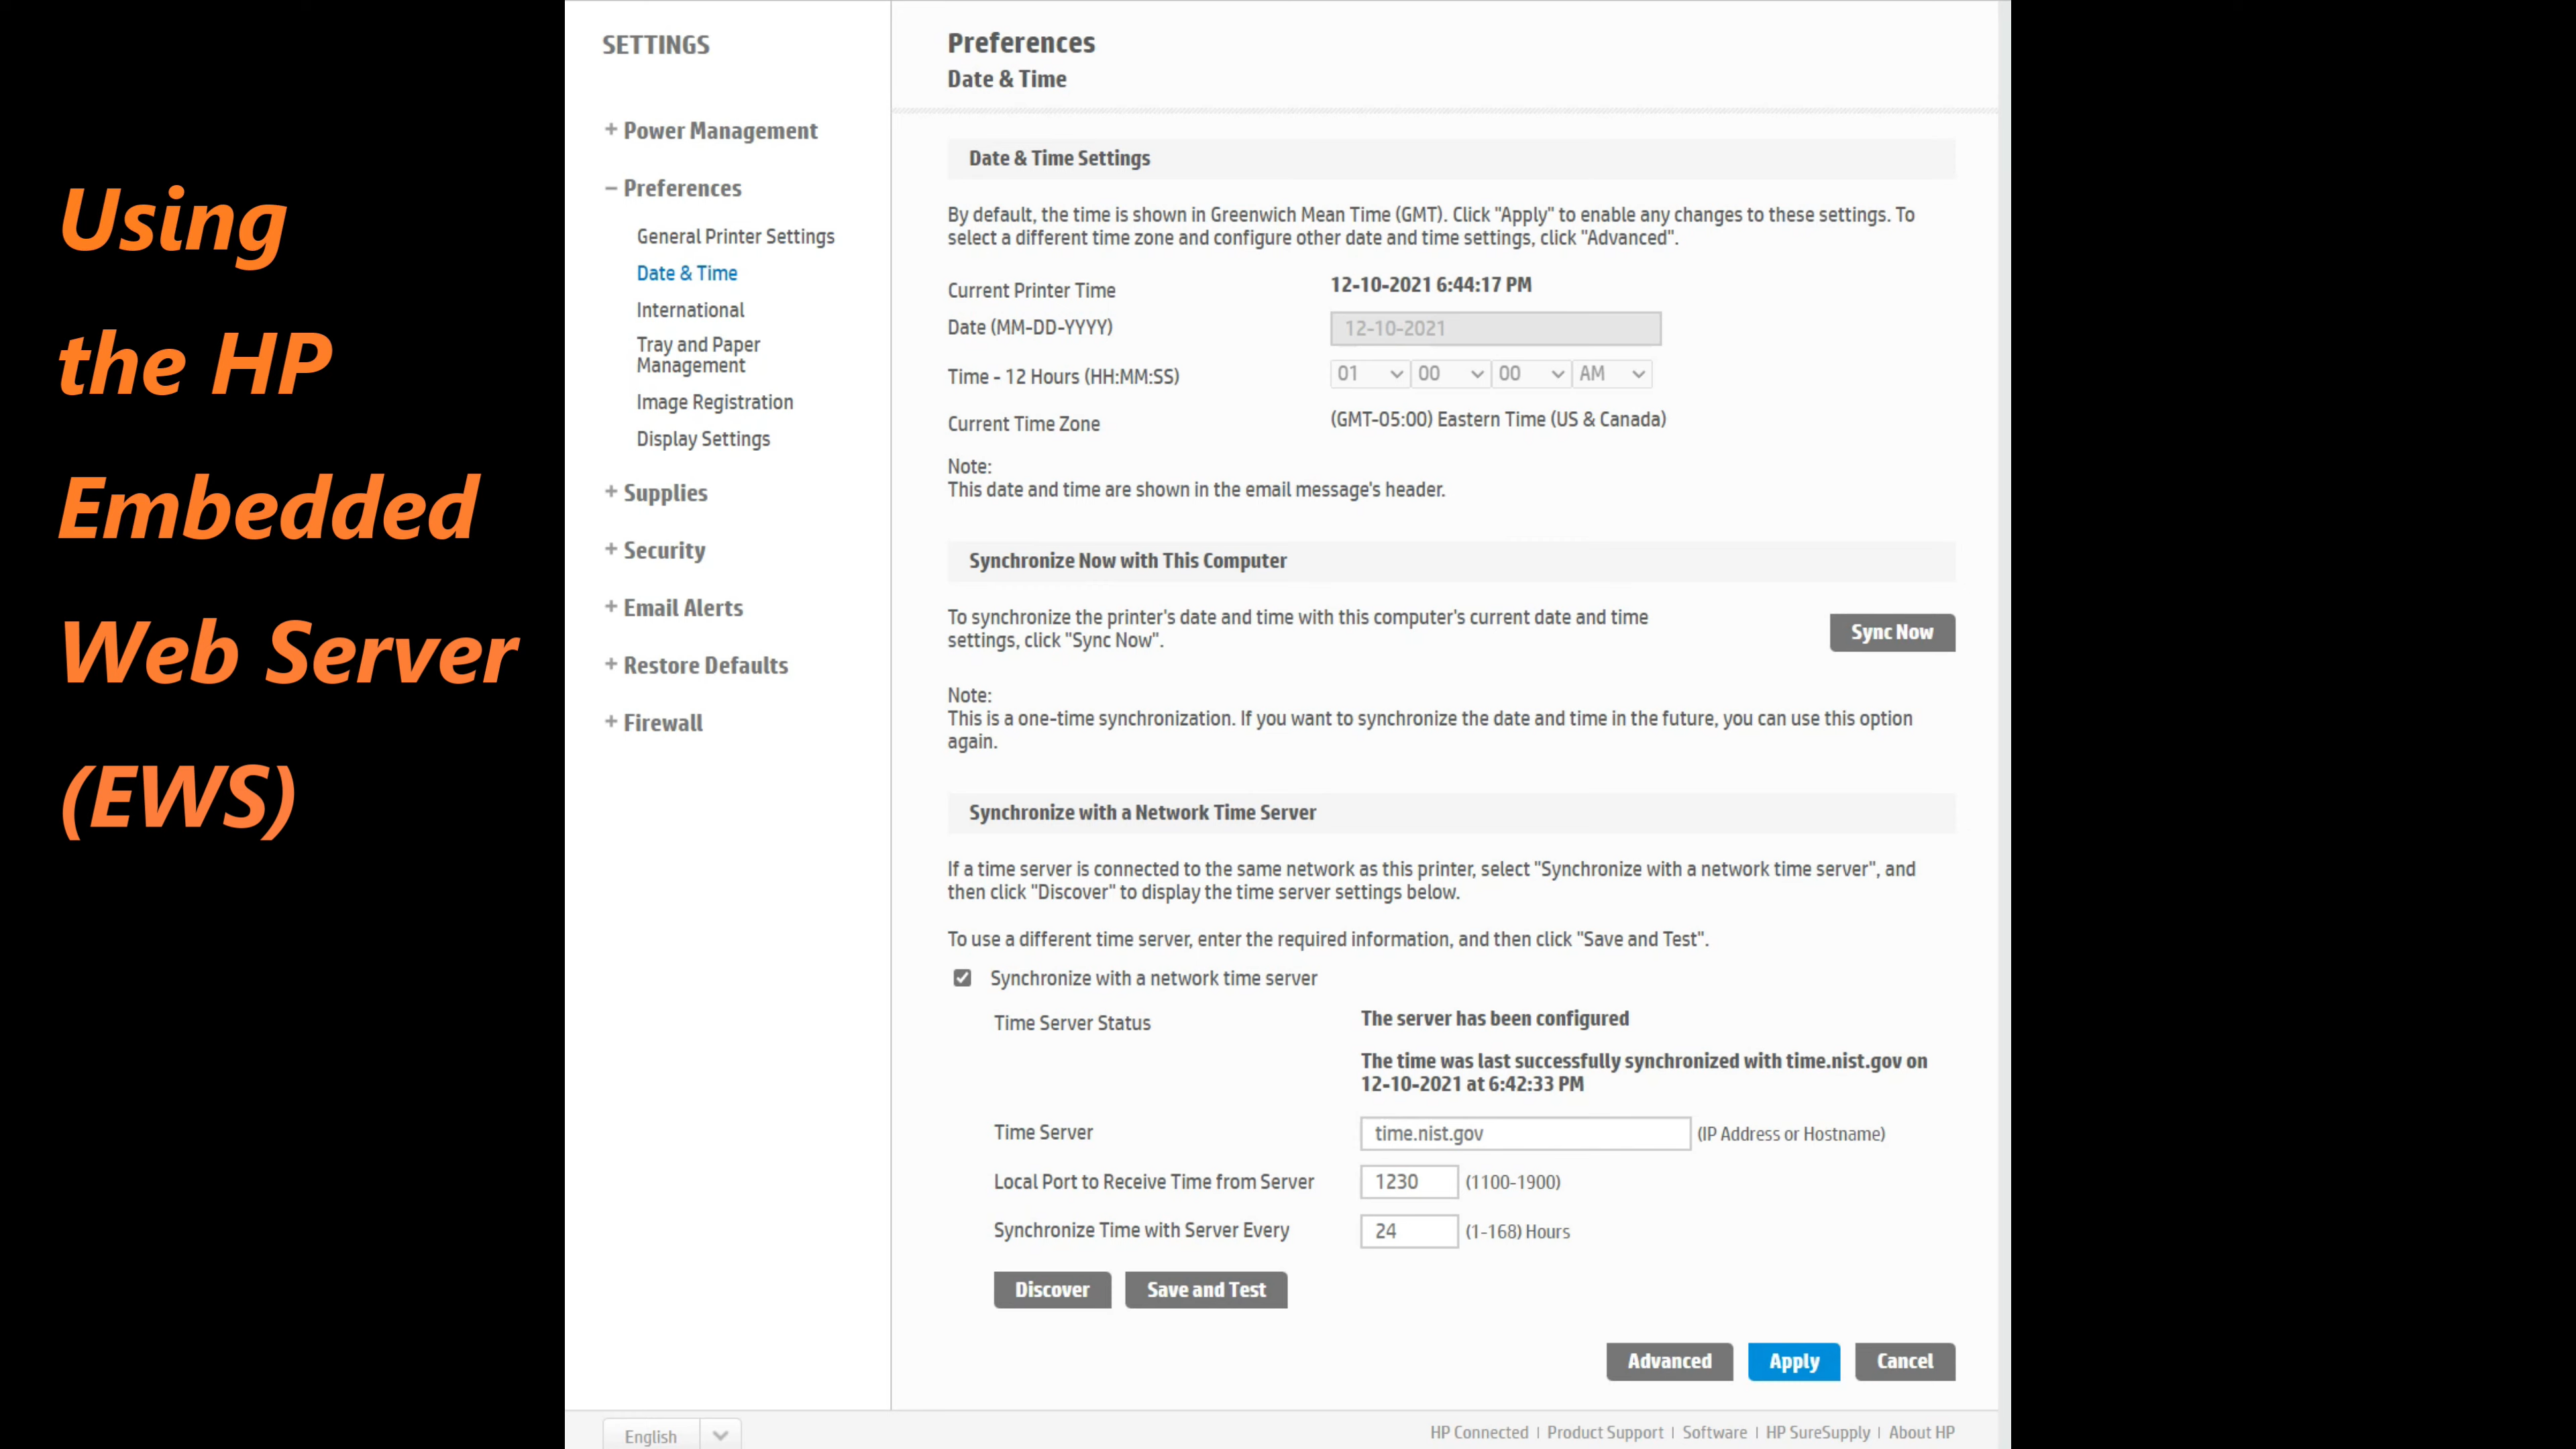 Using
the HP
Embedded
Web Server
(EWS)
SETTINGS
+ Power Management
− Preferences
General Printer Settings
Date & Time
International
Tray and Paper
Management
Image Registration
Display Settings
+ Supplies
+ Security
+ Email Alerts
+ Restore Defaults
+ Firewall
Preferences
Date & Time
Date & Time Settings
By default, the time is shown in Greenwich Mean Time (GMT). Click "Apply" to enable any changes to these settings. To
select a different time zone and configure other date and time settings, click "Advanced".
Current Printer Time 12-10-2021 6:44:17 PM
Date (MM-DD-YYYY) 12-10-2021
Time - 12 Hours (HH:MM:SS) 01 00 00 AM
Current Time Zone (GMT-05:00) Eastern Time (US & Canada)
Note:
This date and time are shown in the email message's header.
Synchronize Now with This Computer
To synchronize the printer's date and time with this computer's current date and time
settings, click "Sync Now".
Sync Now
Note:
This is a one-time synchronization. If you want to synchronize the date and time in the future, you can use this option
again.
Synchronize with a Network Time Server
If a time server is connected to the same network as this printer, select "Synchronize with a network time server", and
then click "Discover" to display the time server settings below.
To use a different time server, enter the required information, and then click "Save and Test".
Synchronize with a network time server
Time Server Status The server has been configured
The time was last successfully synchronized with time.nist.gov on
12-10-2021 at 6:42:33 PM
Time Server time.nist.gov (IP Address or Hostname)
Local Port to Receive Time from Server 1230 (1100-1900)
Synchronize Time with Server Every 24 (1-168) Hours
Discover Save and Test
Advanced Apply Cancel
English
HP Connected | Product Support | Software | HP SureSupply | About HP